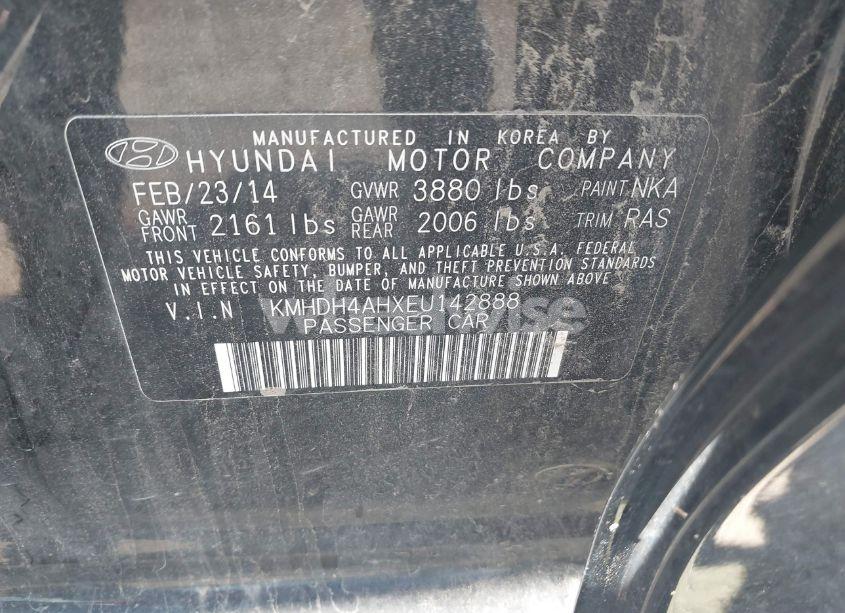 MANUFACTURED IN KOREA BY
HYUNDAI MOTOR COMPANY
FEB/23/14 GVWR 3880 lbs PAINT NKA
GAWR FRONT 2161 lbs GAWR REAR 2006 lbs TRIM RAS
THIS VEHICLE CONFORMS TO ALL APPLICABLE U.S.A. FEDERAL
MOTOR VEHICLE SAFETY, BUMPER, AND THEFT PREVENTION STANDARDS
IN EFFECT ON THE DATE OF MANUFACTURE SHOWN ABOVE
V.I.N KMHDH4AHXEU142888
PASSENGER CAR